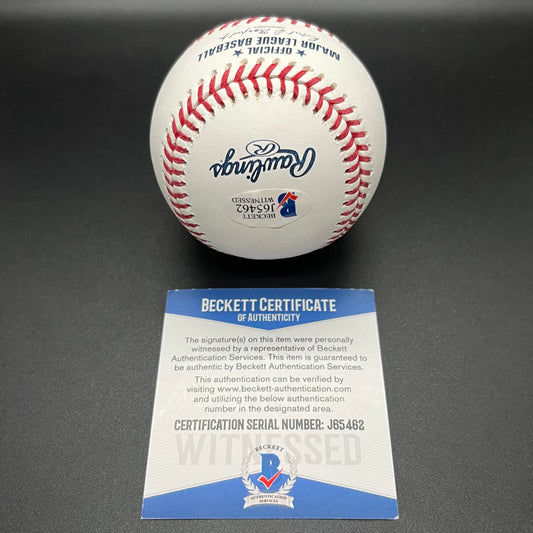 OFFICIAL
MAJOR LEAGUE BASEBALL
Rawlings
R
BECKETT
WITNESSED
J65462
BECKETT CERTIFICATE
OF AUTHENTICITY
The signature(s) on this item were personally
witnessed by a representative of Beckett
Authentication Services. This item is guaranteed to
be authentic by Beckett Authentication Services.
This authentication can be verified by
visiting www.beckett-authentication.com
and utilizing the below authentication
number in the designated area.
CERTIFICATION SERIAL NUMBER: J65462
WITNESSED
BECKETT
B
AUTHENTICATION
SERVICES